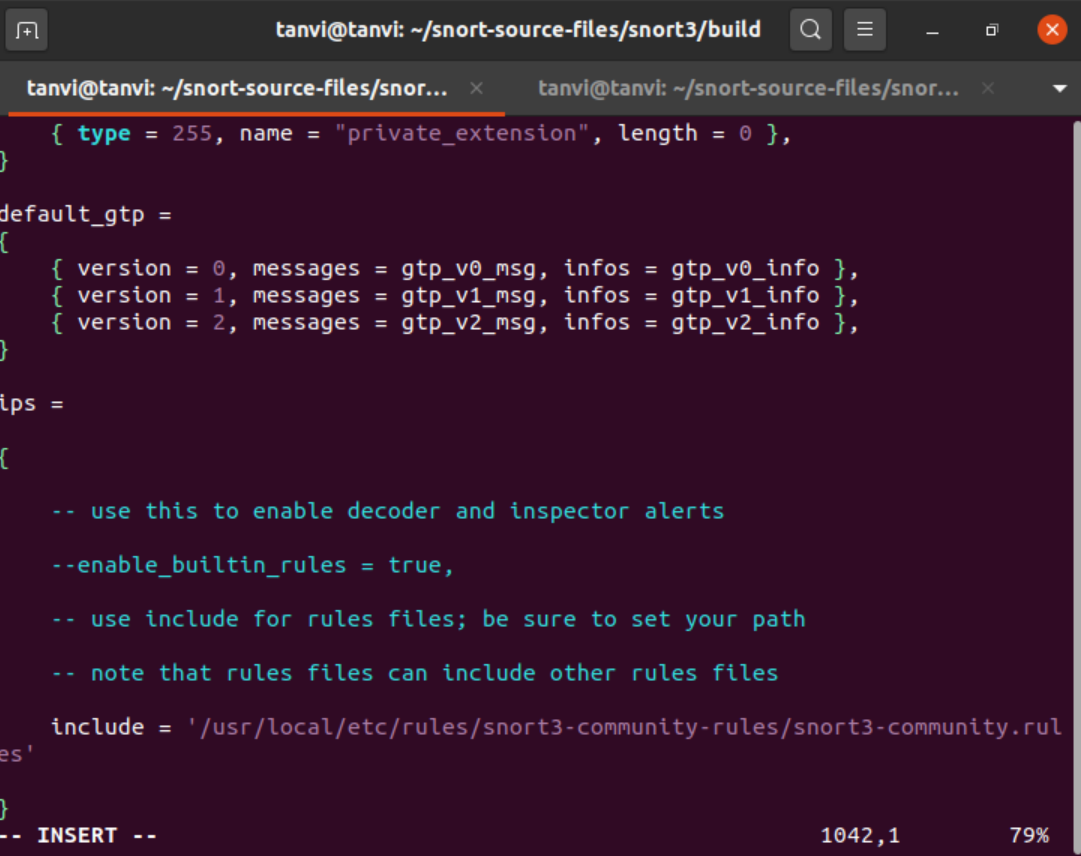 tanvi@tanvi: ~/snort-source-files/snort3/build
tanvi@tanvi: ~/snort-source-files/snor... × tanvi@tanvi: ~/snort-source-files/snor... ×
    { type = 255, name = "private_extension", length = 0 },
}
default_gtp =
{
    { version = 0, messages = gtp_v0_msg, infos = gtp_v0_info },
    { version = 1, messages = gtp_v1_msg, infos = gtp_v1_info },
    { version = 2, messages = gtp_v2_msg, infos = gtp_v2_info },
}
ips =
{
    -- use this to enable decoder and inspector alerts
    --enable_builtin_rules = true,
    -- use include for rules files; be sure to set your path
    -- note that rules files can include other rules files
    include = '/usr/local/etc/rules/snort3-community-rules/snort3-community.rul
es'
}
-- INSERT -- 1042,1 79%